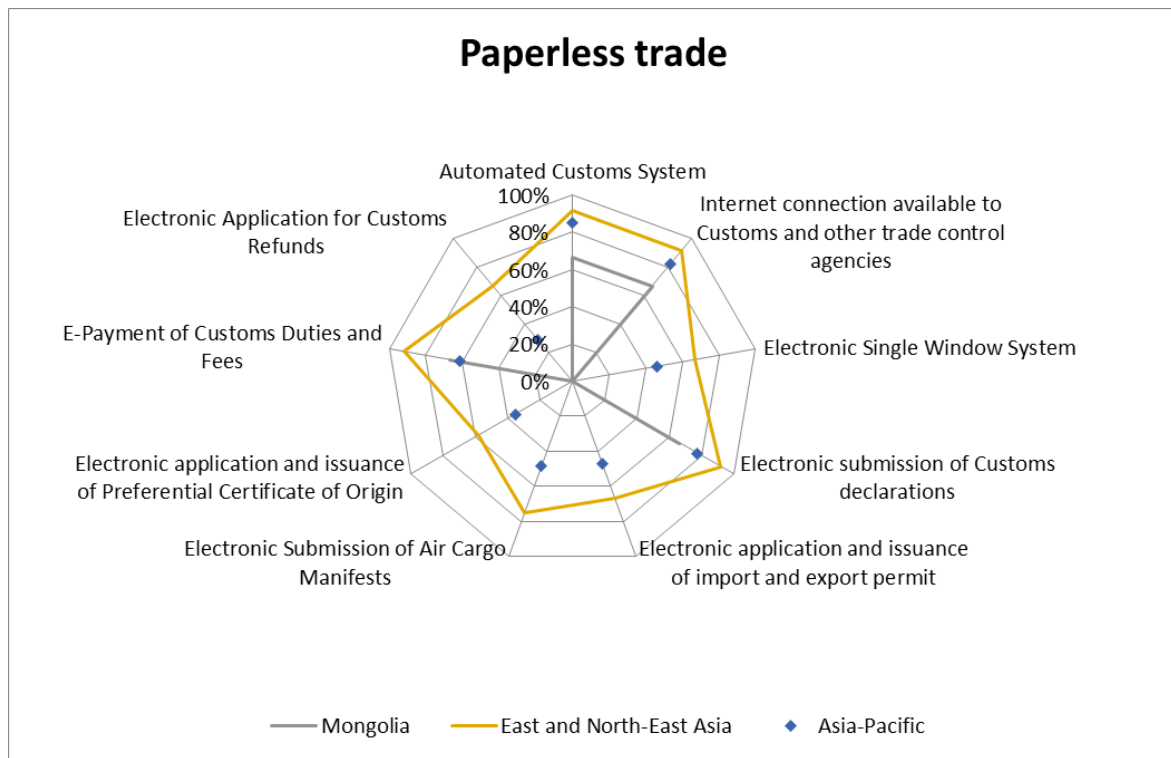 Paperless trade
Automated Customs System
100%
80%
60%
40%
20%
0%
Internet connection available to
Customs and other trade control
agencies
Electronic Single Window System
Electronic submission of Customs
declarations
Electronic application and issuance
of import and export permit
Electronic Submission of Air Cargo
Manifests
Electronic application and issuance
of Preferential Certificate of Origin
E-Payment of Customs Duties and
Fees
Electronic Application for Customs
Refunds
Mongolia
East and North-East Asia
Asia-Pacific